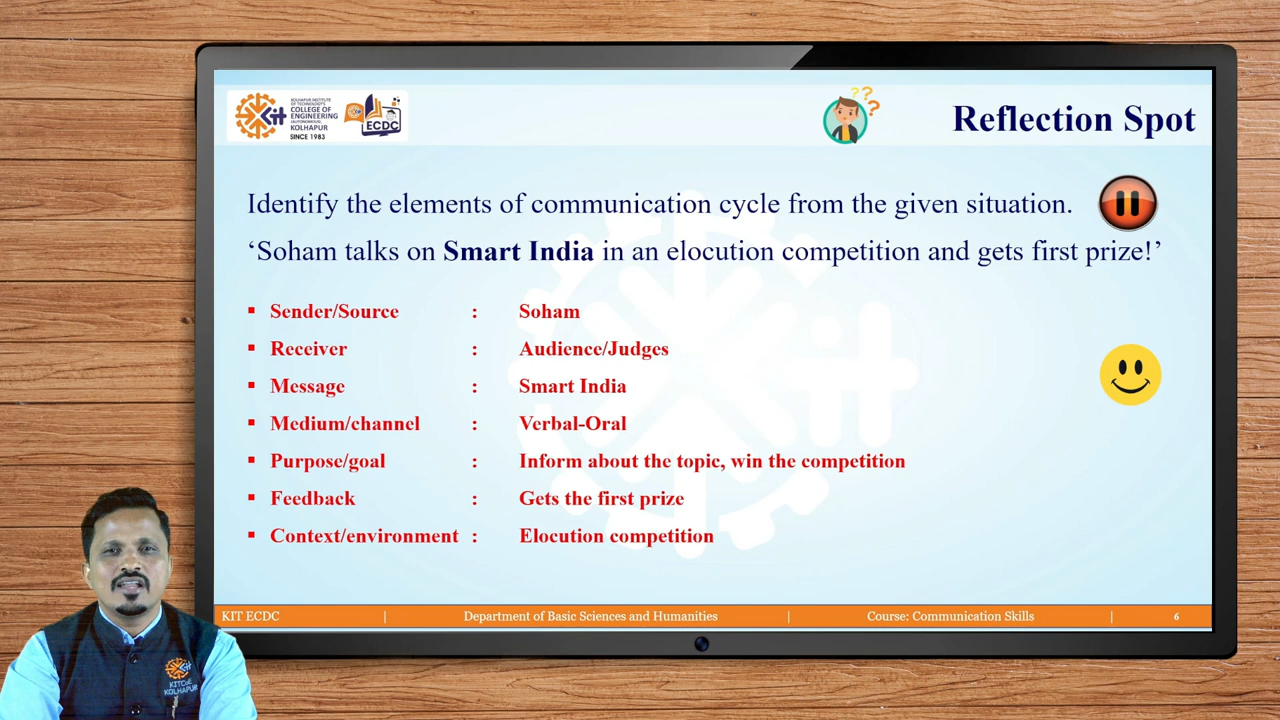 KOLHAPUR INSTITUTE
OF TECHNOLOGY'S
COLLEGE OF
ENGINEERING
(AUTONOMOUS),
KOLHAPUR
SINCE 1983
Kit
ECDC
Reflection Spot
Identify the elements of communication cycle from the given situation.
‘Soham talks on Smart India in an elocution competition and gets first prize!’
▪ Sender/Source : Soham
▪ Receiver : Audience/Judges
▪ Message : Smart India
▪ Medium/channel : Verbal-Oral
▪ Purpose/goal : Inform about the topic, win the competition
▪ Feedback : Gets the first prize
▪ Context/environment : Elocution competition
KIT ECDC | Department of Basic Sciences and Humanities | Course: Communication Skills | 6
KITCoE
KOLHAPUR